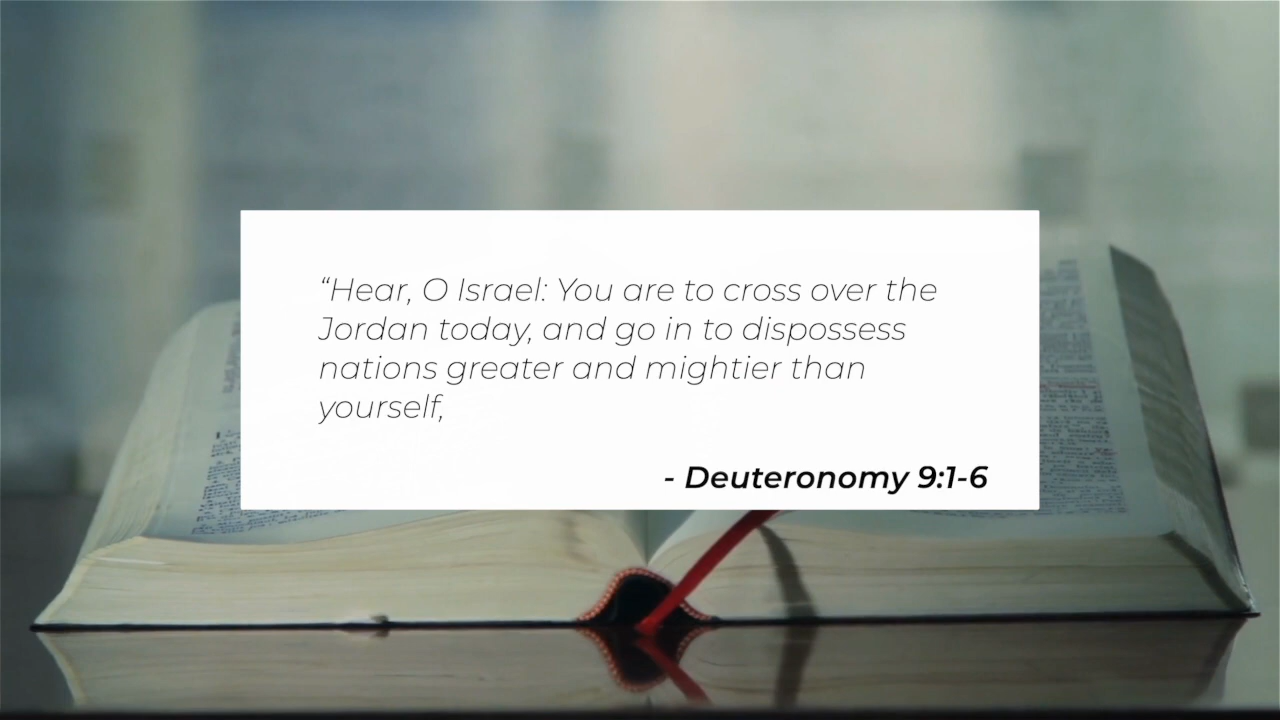 “Hear, O Israel: You are to cross over the
Jordan today, and go in to dispossess
nations greater and mightier than
yourself,
- Deuteronomy 9:1-6